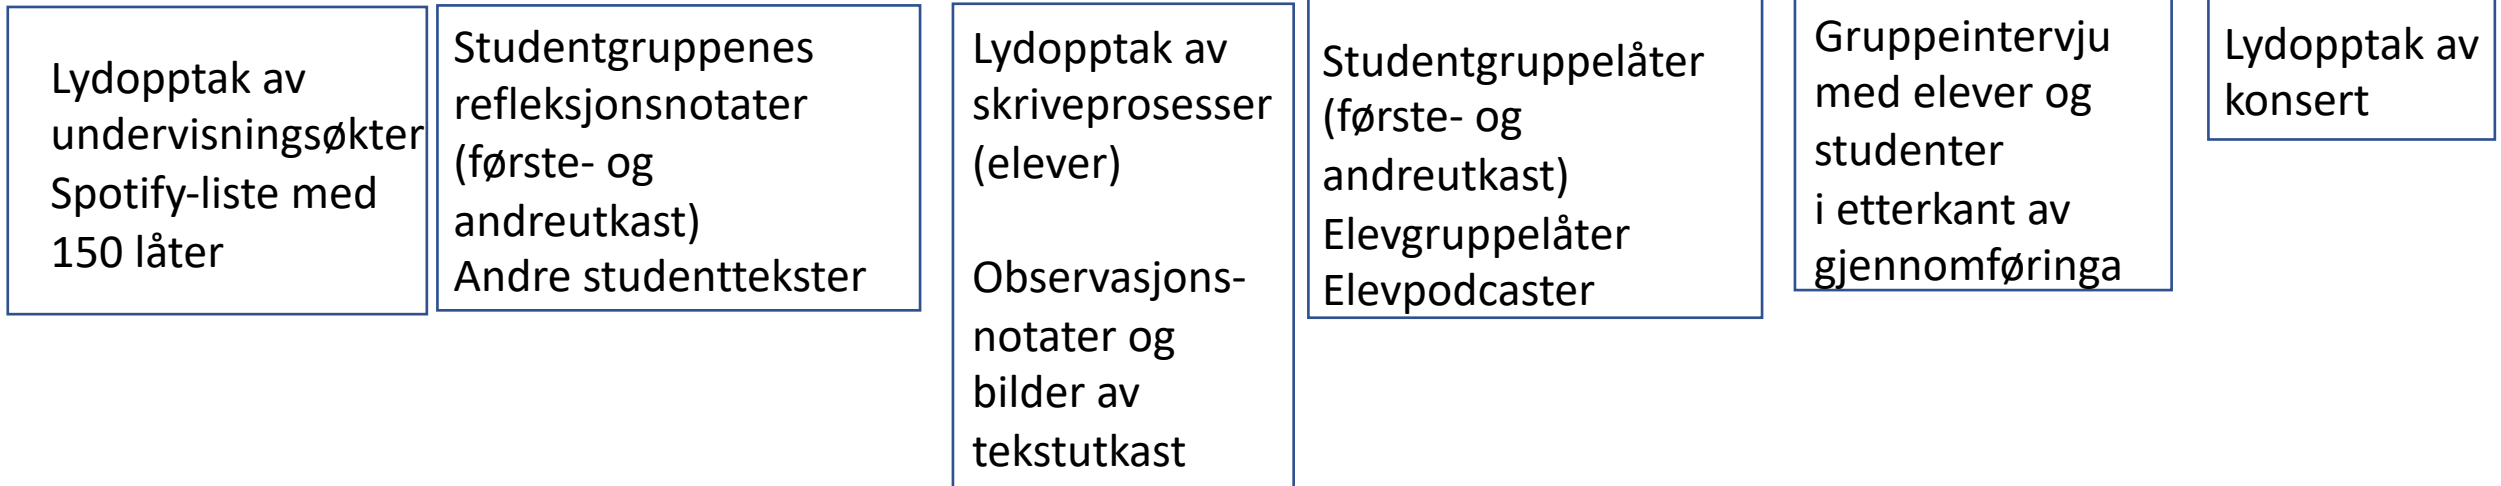 Lydopptak av
undervisningsøkter
Spotify-liste med
150 låter
Studentgruppenes
refleksjonsnotater
(første- og
andreutkast)
Andre studenttekster
Lydopptak av
skriveprosesser
(elever)
Observasjons-
notater og
bilder av
tekstutkast
Studentgruppelåter
(første- og
andreutkast)
Elevgruppelåter
Elevpodcaster
Gruppeintervju
med elever og
studenter
i etterkant av
gjennomføringa
Lydopptak av
konsert